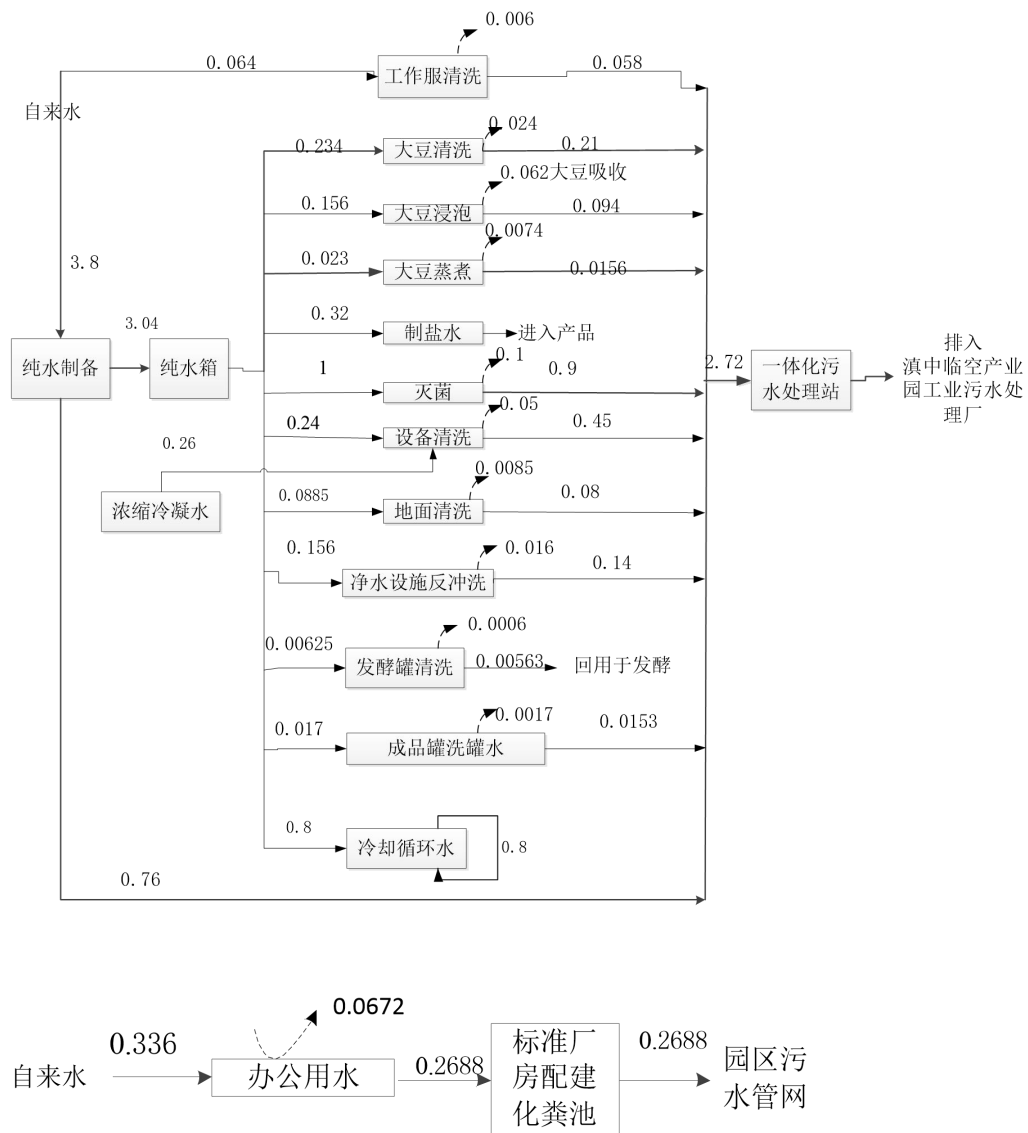 0.006
0.064
工作服清洗
0.058
自来水
0.024
0.234
大豆清洗
0.21
0.062大豆吸收
0.156
大豆浸泡
0.094
0.0074
3.8
0.023
大豆蒸煮
0.0156
0.32
制盐水
进入产品
3.04
纯水制备
纯水箱
0.1
1
灭菌
0.9
2.72
一体化污
水处理站
排入
滇中临空产业
园工业污水处
理厂
0.05
0.24
设备清洗
0.45
0.26
浓缩冷凝水
0.0085
0.0885
地面清洗
0.08
0.156
0.016
净水设施反冲洗
0.14
0.0006
0.00625
发酵罐清洗
0.00563
回用于发酵
0.0017
0.017
成品罐洗罐水
0.0153
0.8
冷却循环水
0.8
0.76
0.0672
自来水
0.336
办公用水
0.2688
标准厂
房配建
化粪池
0.2688
园区污
水管网